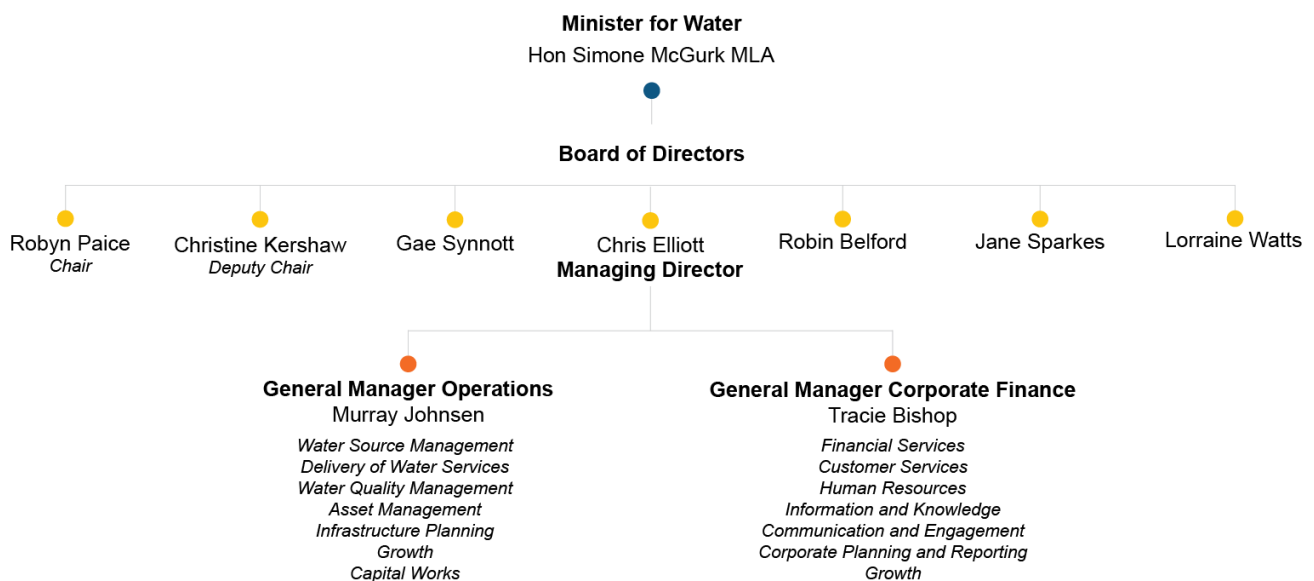 Minister for Water
Hon Simone McGurk MLA
Board of Directors
Robyn Paice
Chair
Christine Kershaw
Deputy Chair
Gae Synnott
Chris Elliott
Managing Director
Robin Belford
Jane Sparkes
Lorraine Watts
General Manager Operations
Murray Johnsen
Water Source Management
Delivery of Water Services
Water Quality Management
Asset Management
Infrastructure Planning
Growth
Capital Works
General Manager Corporate Finance
Tracie Bishop
Financial Services
Customer Services
Human Resources
Information and Knowledge
Communication and Engagement
Corporate Planning and Reporting
Growth